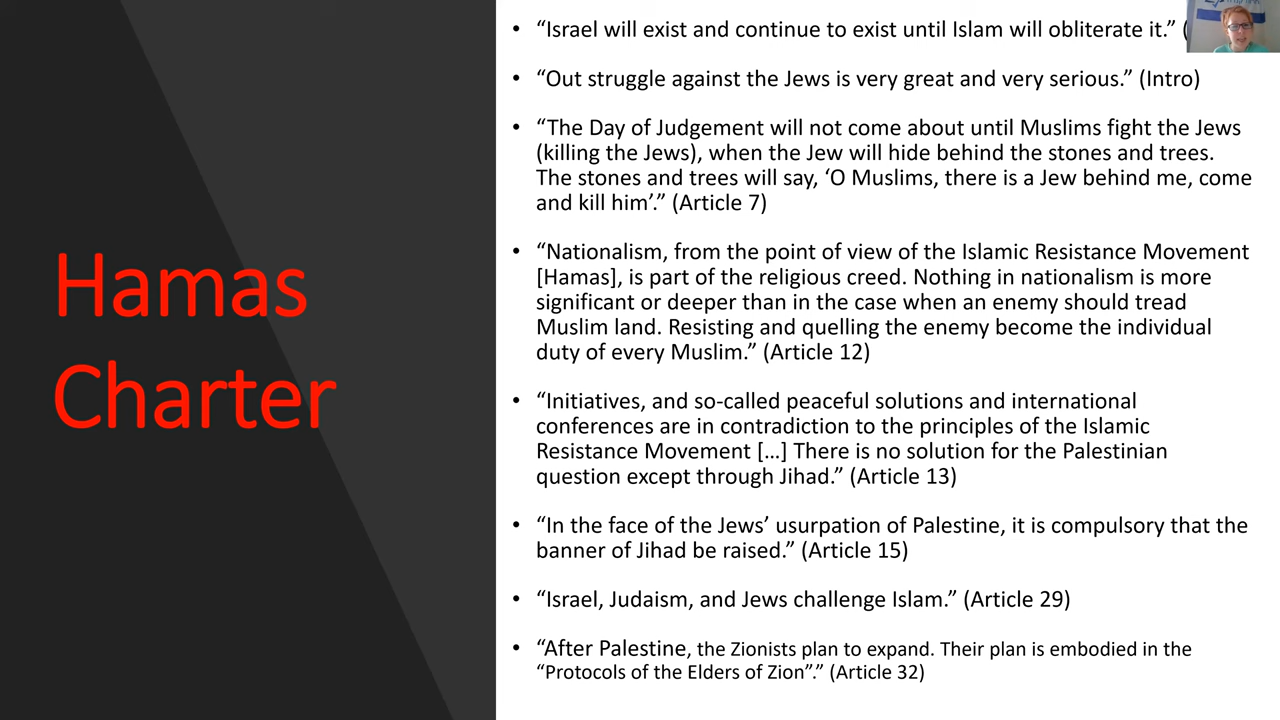 Hamas
Charter
• “Israel will exist and continue to exist until Islam will obliterate it.” (
• “Out struggle against the Jews is very great and very serious.” (Intro)
• “The Day of Judgement will not come about until Muslims fight the Jews
(killing the Jews), when the Jew will hide behind the stones and trees.
The stones and trees will say, ‘O Muslims, there is a Jew behind me, come
and kill him’.” (Article 7)
• “Nationalism, from the point of view of the Islamic Resistance Movement
[Hamas], is part of the religious creed. Nothing in nationalism is more
significant or deeper than in the case when an enemy should tread
Muslim land. Resisting and quelling the enemy become the individual
duty of every Muslim.” (Article 12)
• “Initiatives, and so-called peaceful solutions and international
conferences are in contradiction to the principles of the Islamic
Resistance Movement […] There is no solution for the Palestinian
question except through Jihad.” (Article 13)
• “In the face of the Jews’ usurpation of Palestine, it is compulsory that the
banner of Jihad be raised.” (Article 15)
• “Israel, Judaism, and Jews challenge Islam.” (Article 29)
• “After Palestine, the Zionists plan to expand. Their plan is embodied in the
“Protocols of the Elders of Zion”.” (Article 32)